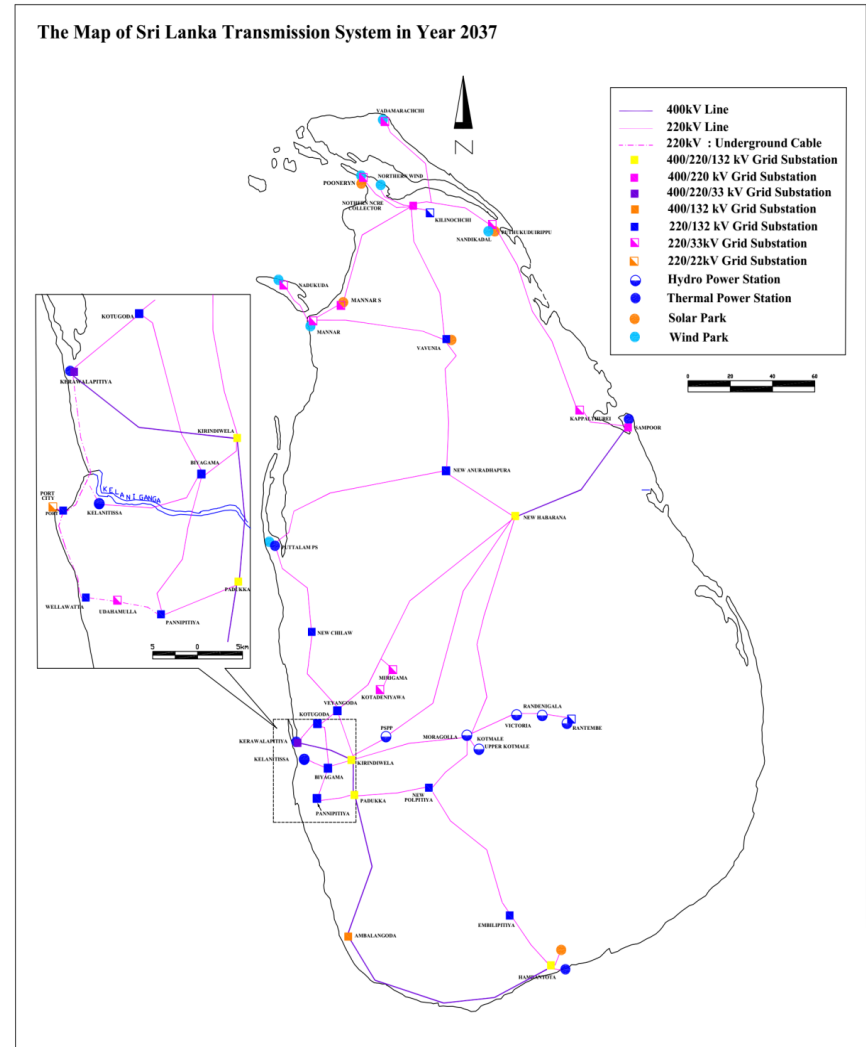 The Map of Sri Lanka Transmission System in Year 2037
400kV Line
220kV Line
220kV : Underground Cable
400/220/132 kV Grid Substation
400/220 kV Grid Substation
400/220/33 kV Grid Substation
400/132 kV Grid Substation
220/132 kV Grid Substation
220/33kV Grid Substation
220/22kV Grid Substation
Hydro Power Station
Thermal Power Station
Solar Park
Wind Park
0 20 40 60
N
VADAMARACHCHI
NORTHERN WIND
POONERYN
NOTHERN NCRE
COLLECTOR
KILINOCHCHI
PUTHUKUDUIRIPPU
NANDIKADAL
NADUKUDA
MANNAR S
MANNAR
VAVUNIA
KAPPALTHUREI
SAMPOOR
NEW ANURADHAPURA
NEW HABARANA
PUTTALAM PS
NEW CHILAW
MIRIGAMA
KOTADENIYAWA
VEYANGODA
KOTUGODA
KERAWALAPITIYA
KELANITISSA
BIYAGAMA
KIRINDIWELA
PANNIPITIYA
PADUKKA
PSPP
MORAGOLLA
KOTMALE
UPPER KOTMALE
VICTORIA
RANDENIGALA
RANTEMBE
NEW
POLPITIYA
EMBILIPITIYA
AMBALANGODA
HAMBANTOTA
KOTUGODA
KERAWALAPITIYA
KIRINDIWELA
BIYAGAMA
KELANI GANGA
PORT
CITY
PORT
KELANITISSA
PADUKKA
WELLAWATTA
UDAHAMULLA
PANNIPITIYA
5 0 5km